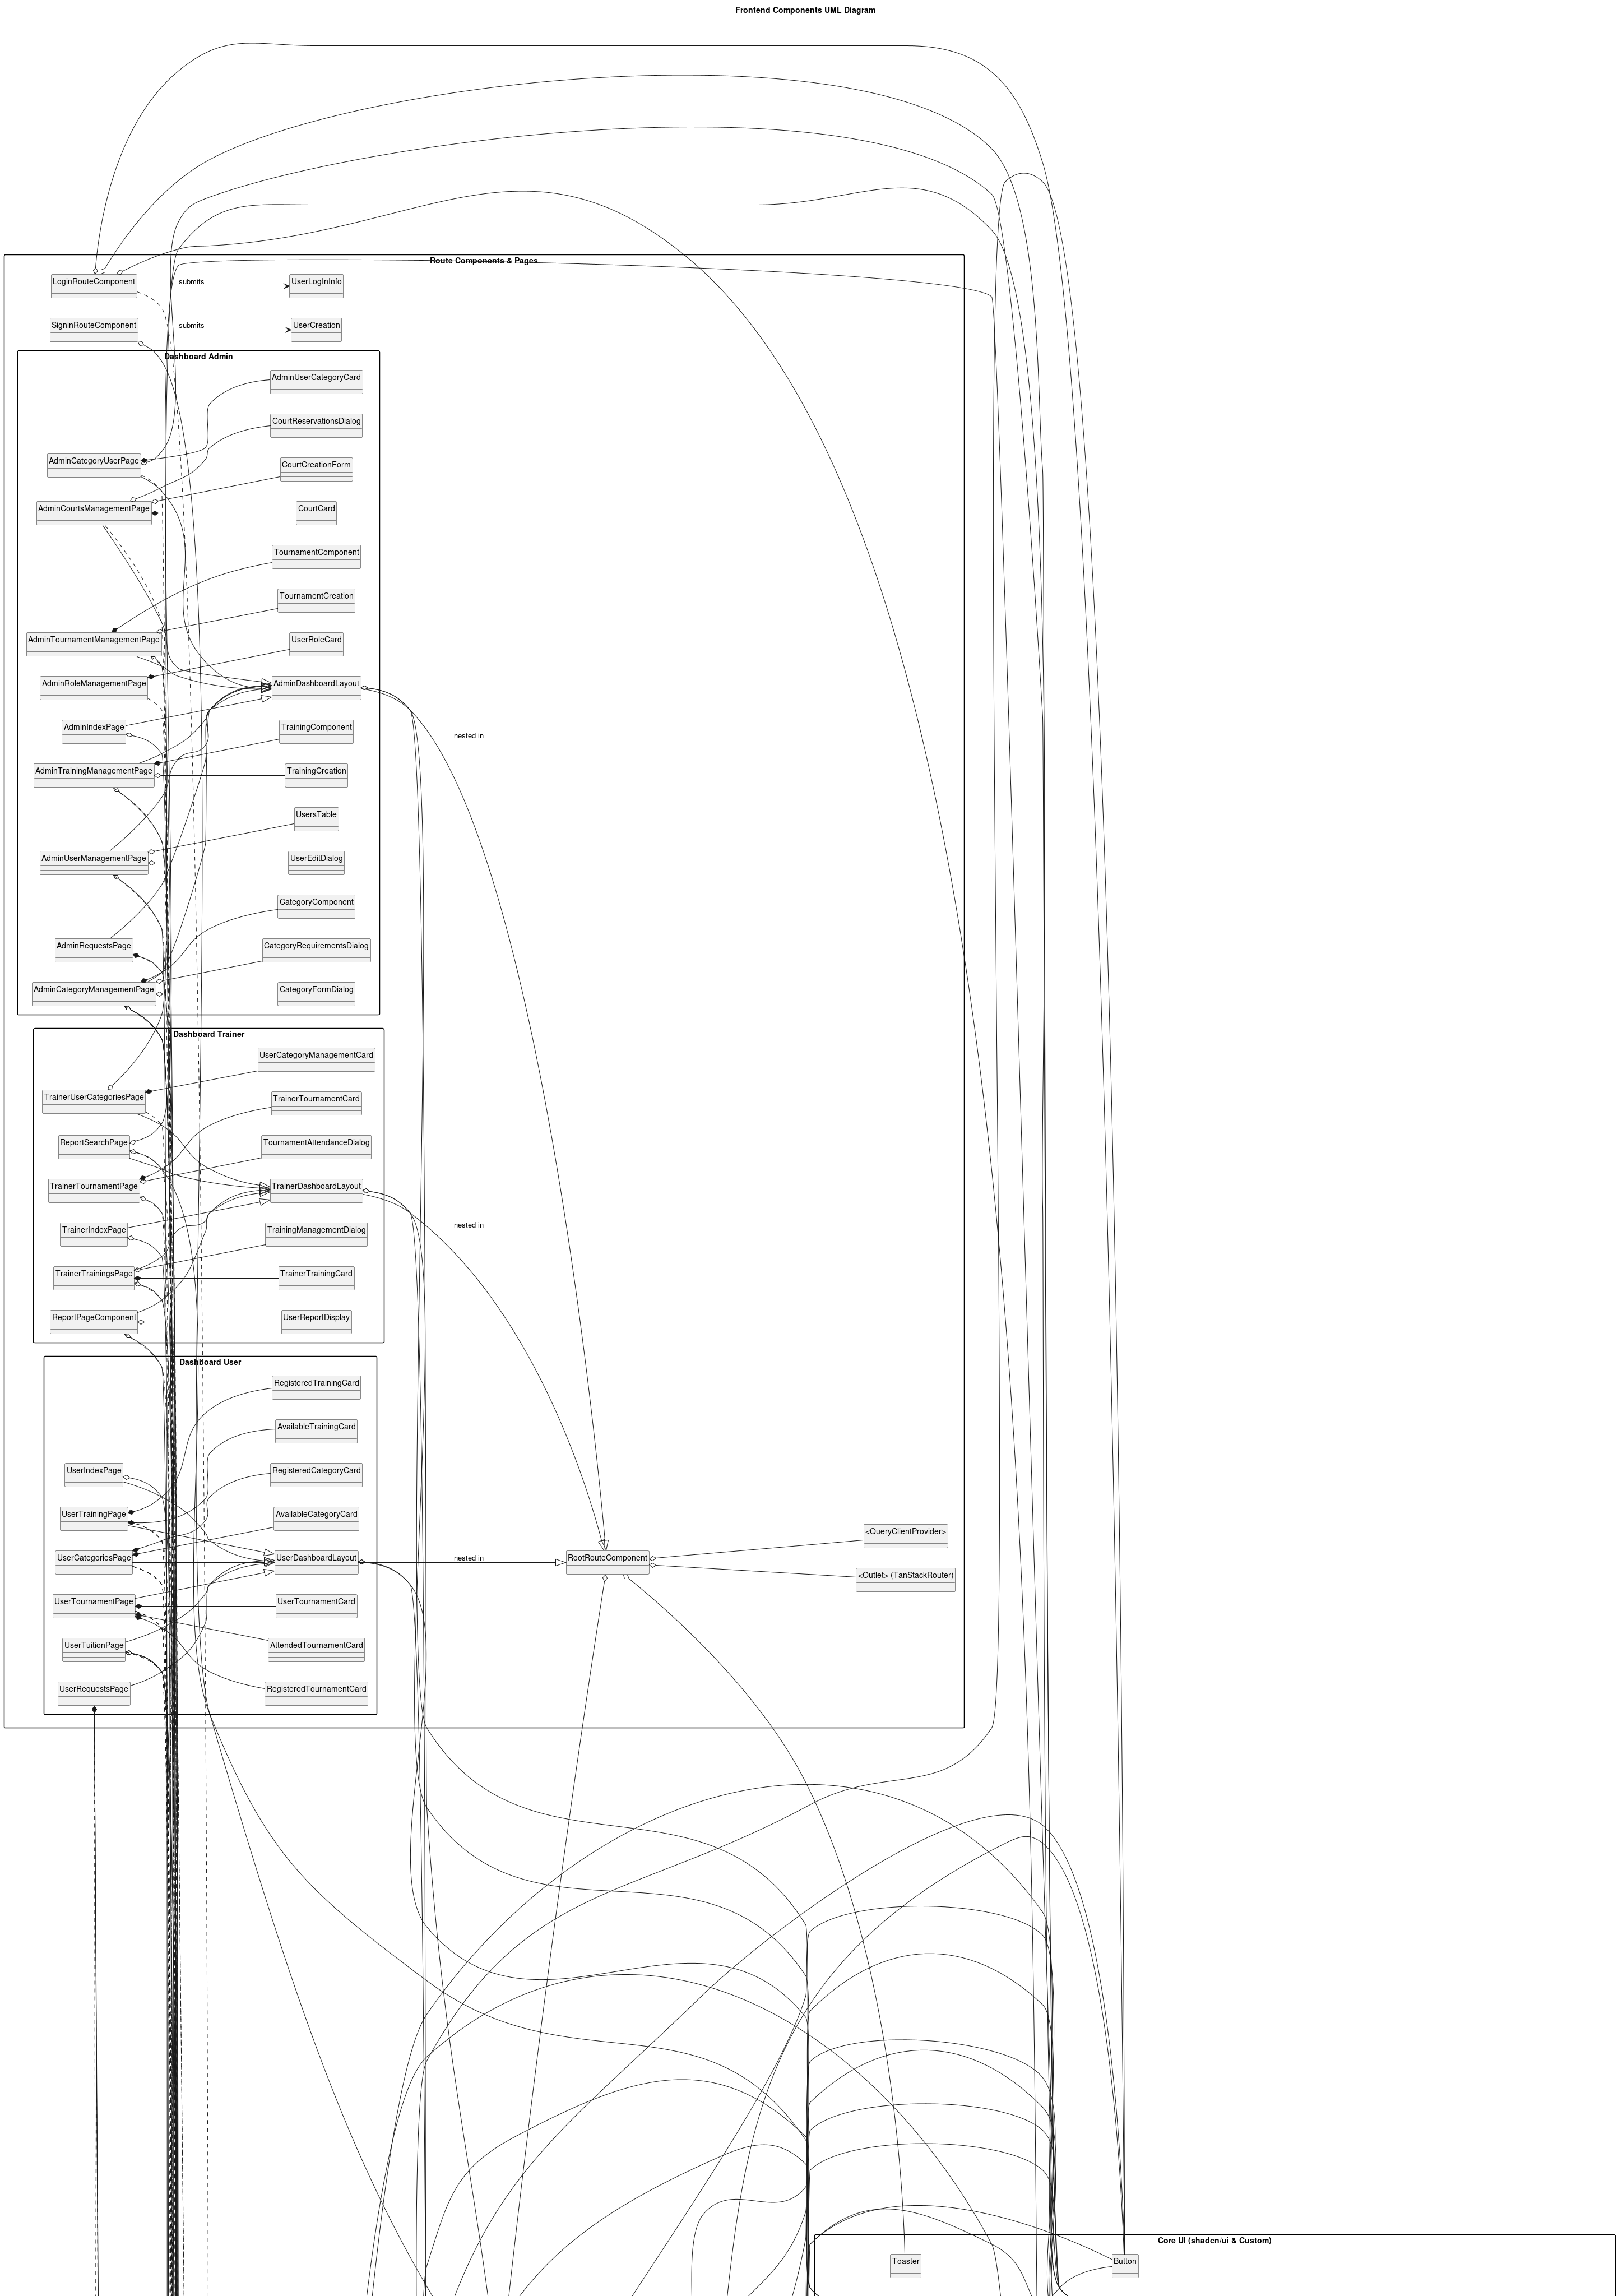 Frontend Components UML Diagram
Route Components & Pages
LoginRouteComponent
submits
UserLogInInfo
SigninRouteComponent
submits
UserCreation
Dashboard Admin
AdminUserCategoryCard
CourtReservationsDialog
AdminCategoryUserPage
CourtCreationForm
AdminCourtsManagementPage
CourtCard
TournamentComponent
TournamentCreation
AdminTournamentManagementPage
UserRoleCard
AdminRoleManagementPage
AdminDashboardLayout
AdminIndexPage
TrainingComponent
nested in
AdminTrainingManagementPage
TrainingCreation
UsersTable
AdminUserManagementPage
UserEditDialog
CategoryComponent
AdminRequestsPage
CategoryRequirementsDialog
AdminCategoryManagementPage
CategoryFormDialog
Dashboard Trainer
UserCategoryManagementCard
TrainerUserCategoriesPage
TrainerTournamentCard
ReportSearchPage
TournamentAttendanceDialog
TrainerTournamentPage
TrainerDashboardLayout
nested in
TrainerIndexPage
TrainingManagementDialog
TrainerTrainingsPage
TrainerTrainingCard
ReportPageComponent
UserReportDisplay
Dashboard User
RegisteredTrainingCard
AvailableTrainingCard
UserIndexPage
RegisteredCategoryCard
UserTrainingPage
AvailableCategoryCard
<QueryClientProvider>
UserCategoriesPage
UserDashboardLayout
nested in
RootRouteComponent
<Outlet> (TanStackRouter)
UserTournamentPage
UserTournamentCard
UserTuitionPage
AttendedTournamentCard
UserRequestsPage
RegisteredTournamentCard
Core UI (shadcn/ui & Custom)
Toaster
Button